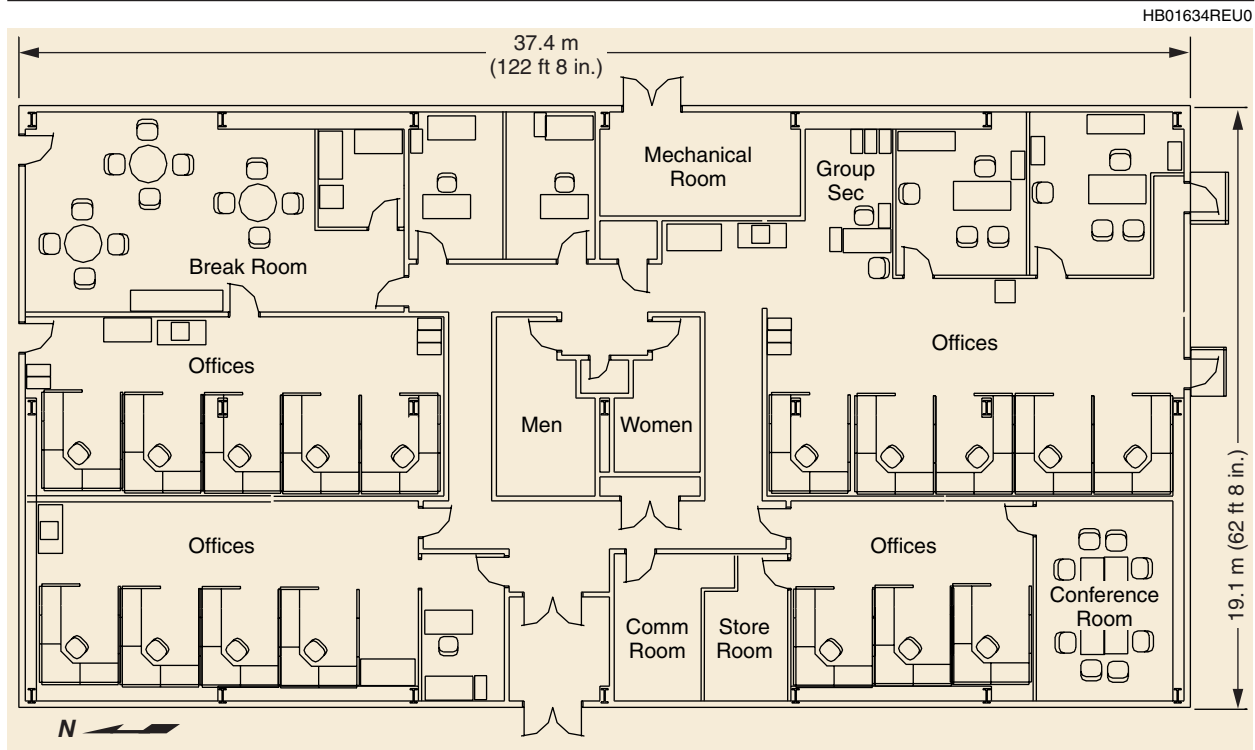 HB01634REU0
37.4 m
(122 ft 8 in.)
Mechanical
Room
Group
Sec
Break Room
Offices
Offices
Men
Women
19.1 m (62 ft 8 in.)
Offices
Offices
Conference
Room
Comm
Room
Store
Room
N